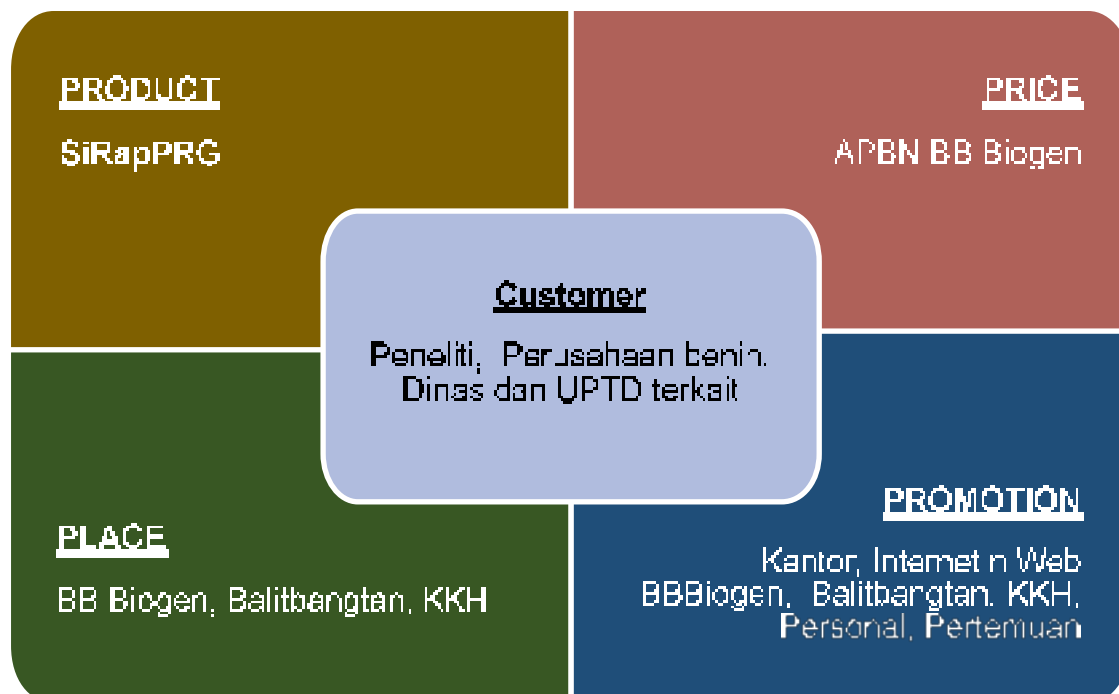 PRODUCT
SiRapPRG
PRICE
APBN BB Biogen
Customer
Peneliti, Perusahaan benih.
Dinas dan UPTD terkait
PLACE
BB Biogen, Balitbangtan, KKH
PROMOTION
Kantor, Internet n Web
BBBiogen, Balitbangtan. KKH,
Personal, Pertemuan